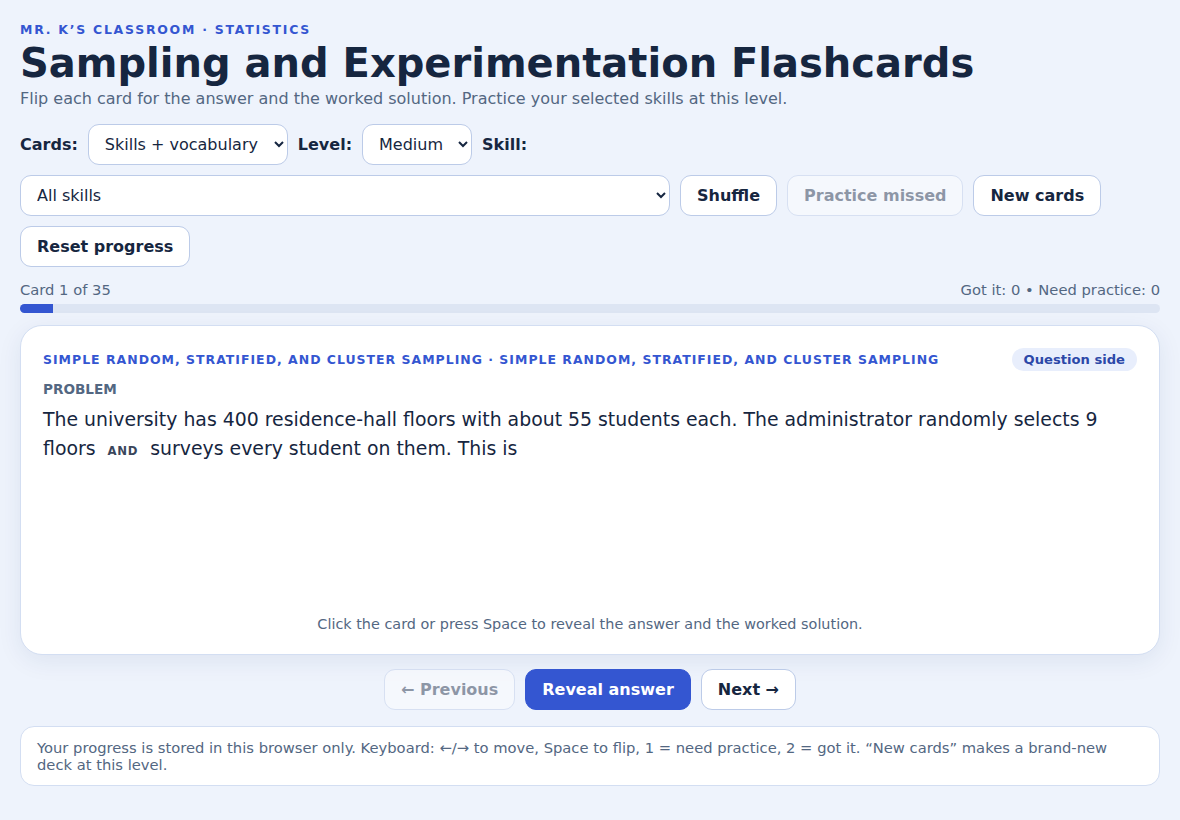 MR. K’S CLASSROOM · STATISTICS
Sampling and Experimentation Flashcards
Flip each card for the answer and the worked solution. Practice your selected skills at this level.
Cards: Skills + vocabulary Level: Medium Skill:
All skills Shuffle Practice missed New cards
Reset progress
Card 1 of 35 Got it: 0 • Need practice: 0
SIMPLE RANDOM, STRATIFIED, AND CLUSTER SAMPLING · SIMPLE RANDOM, STRATIFIED, AND CLUSTER SAMPLING Question side
PROBLEM
The university has 400 residence-hall floors with about 55 students each. The administrator randomly selects 9
floors AND surveys every student on them. This is
Click the card or press Space to reveal the answer and the worked solution.
← Previous Reveal answer Next →
Your progress is stored in this browser only. Keyboard: ←/→ to move, Space to flip, 1 = need practice, 2 = got it. “New cards” makes a brand-new
deck at this level.